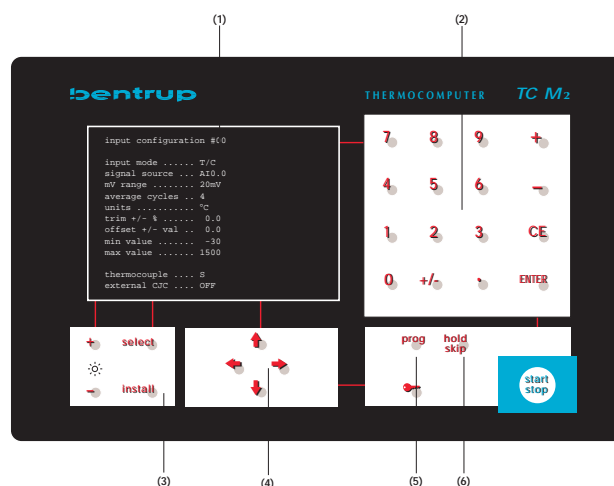 (1) (2)
bentrup THERMOCOMPUTER TC M2
input configuration #00
input mode ...... T/C
signal source ... AI0.0
mV range ........ 20mV
average cycles .. 4
units ........... °C
trim +/- % ...... 0.0
offset +/- val .. 0.0
min value ....... -30
max value ....... 1500
thermocouple .... S
external CJC .... OFF
7 8 9 +
4 5 6 –
1 2 3 CE
0 +/- . ENTER
+ select
– install
prog hold
skip
start
stop
(3) (4) (5) (6)